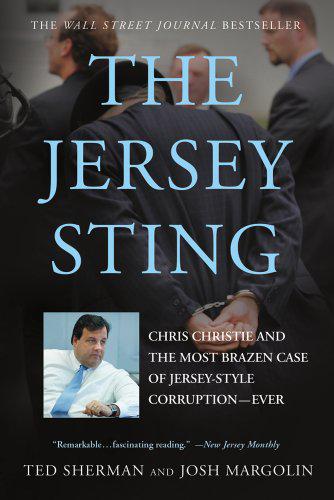 THE WALL STREET JOURNAL BESTSELLER
THE
JERSEY
STING
CHRIS CHRISTIE AND
THE MOST BRAZEN CASE
OF JERSEY-STYLE
CORRUPTION—EVER
"Remarkable...fascinating reading." —New Jersey Monthly
TED SHERMAN AND JOSH MARGOLIN